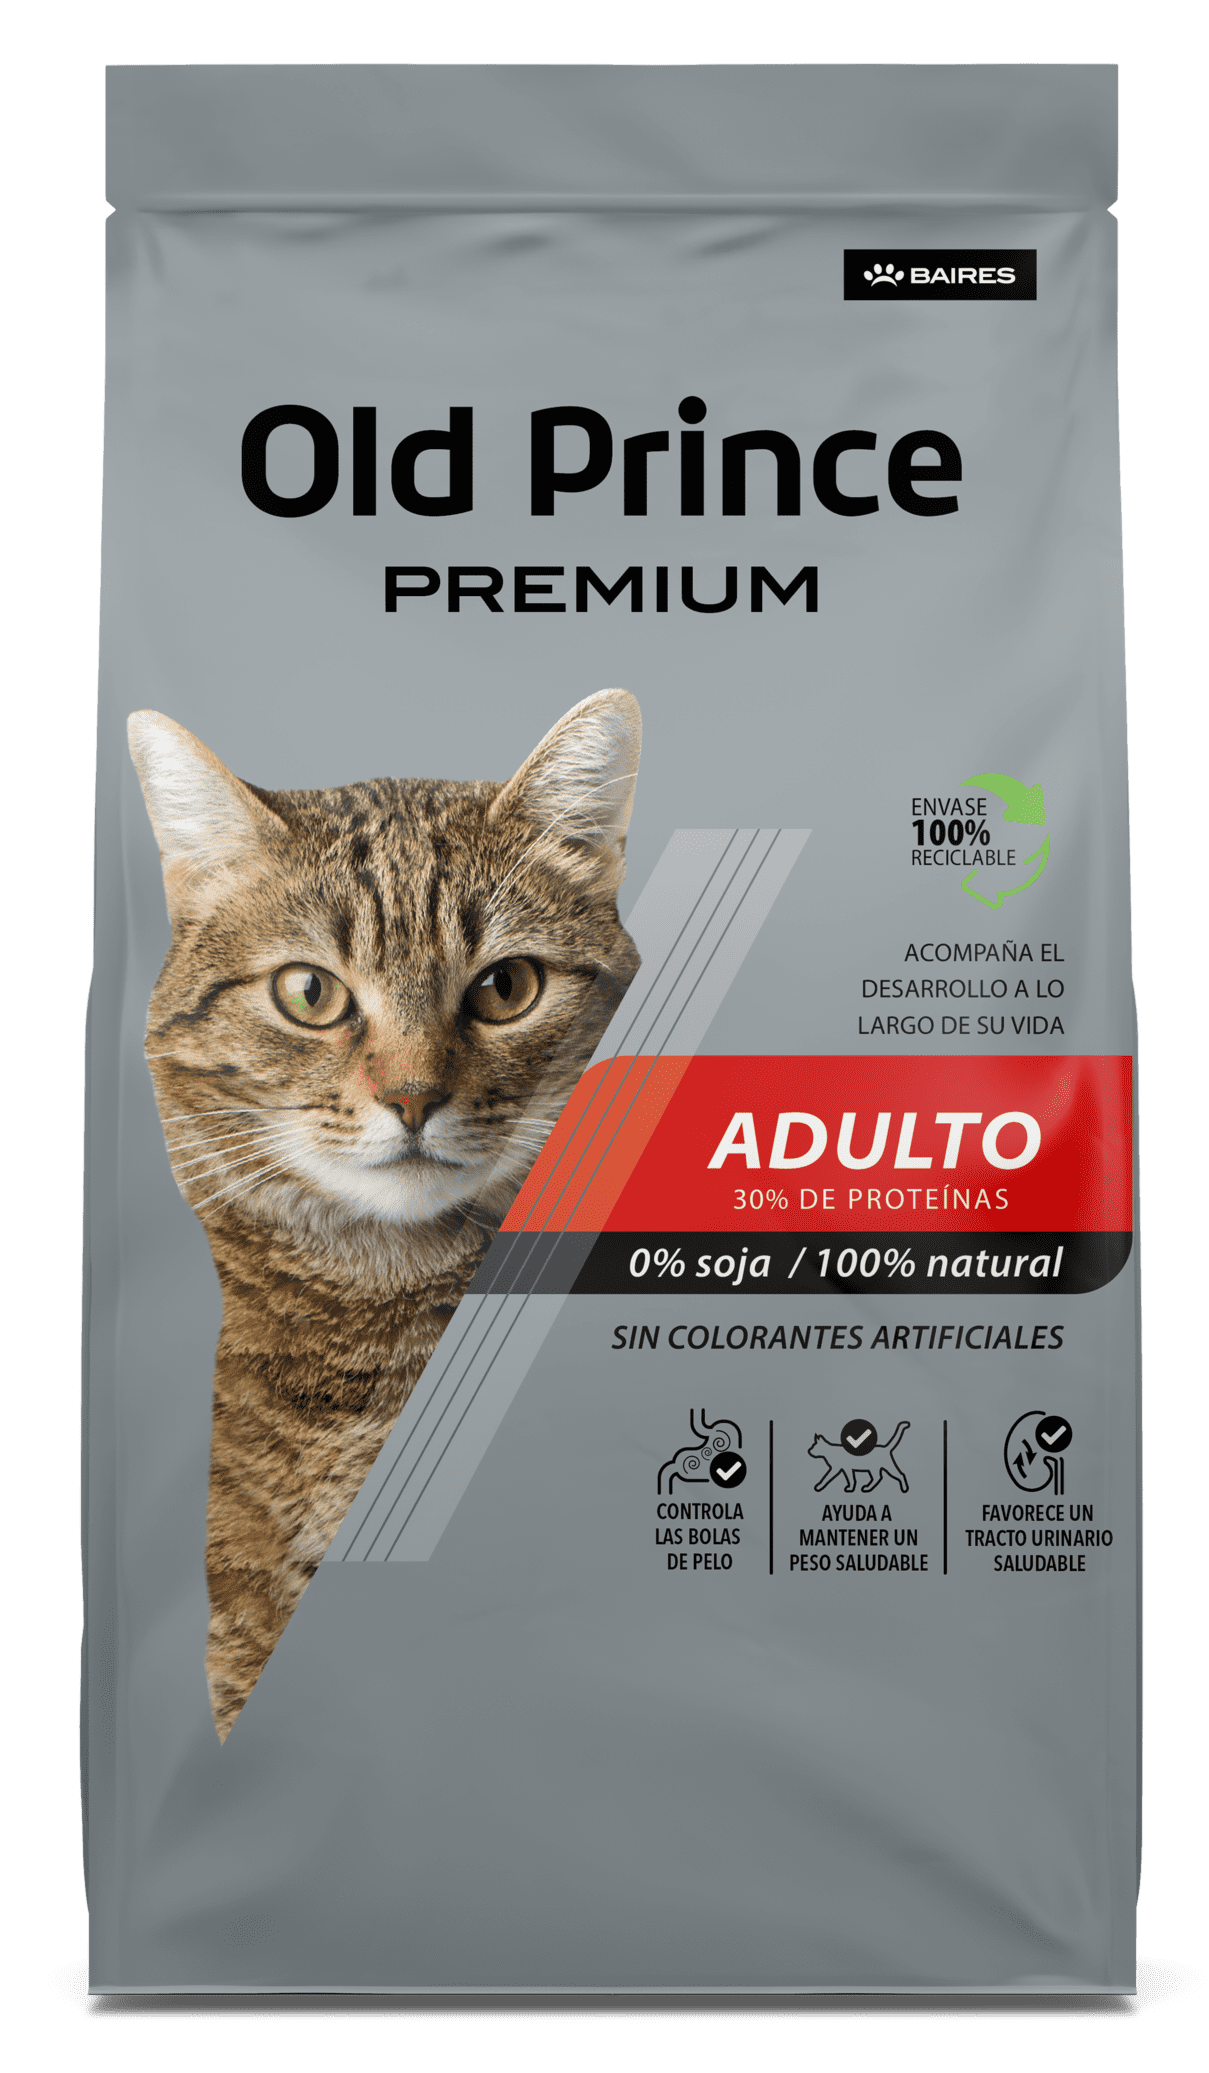 BAIRES
Old Prince
PREMIUM
ENVASE
100%
RECICLABLE
ACOMPAÑA EL
DESARROLLO A LO
LARGO DE SU VIDA
ADULTO
30% DE PROTEÍNAS
0% soja / 100% natural
SIN COLORANTES ARTIFICIALES
CONTROLA
LAS BOLAS
DE PELO
AYUDA A
MANTENER UN
PESO SALUDABLE
FAVORECE UN
TRACTO URINARIO
SALUDABLE